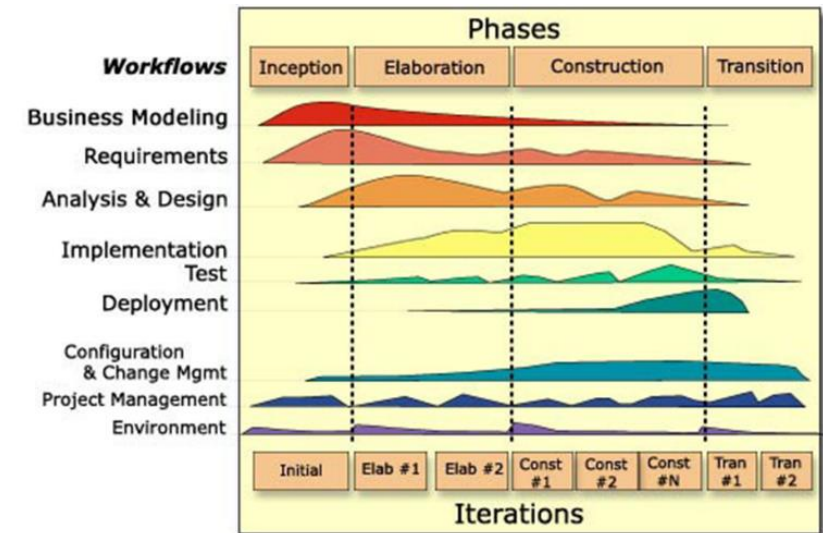 Phases
Workflows
Inception
Elaboration
Construction
Transition
Business Modeling
Requirements
Analysis & Design
Implementation
Test
Deployment
Configuration
& Change Mgmt
Project Management
Environment
Initial
Elab #1
Elab #2
Const
#1
Const
#2
Const
#N
Tran
#1
Tran
#2
Iterations